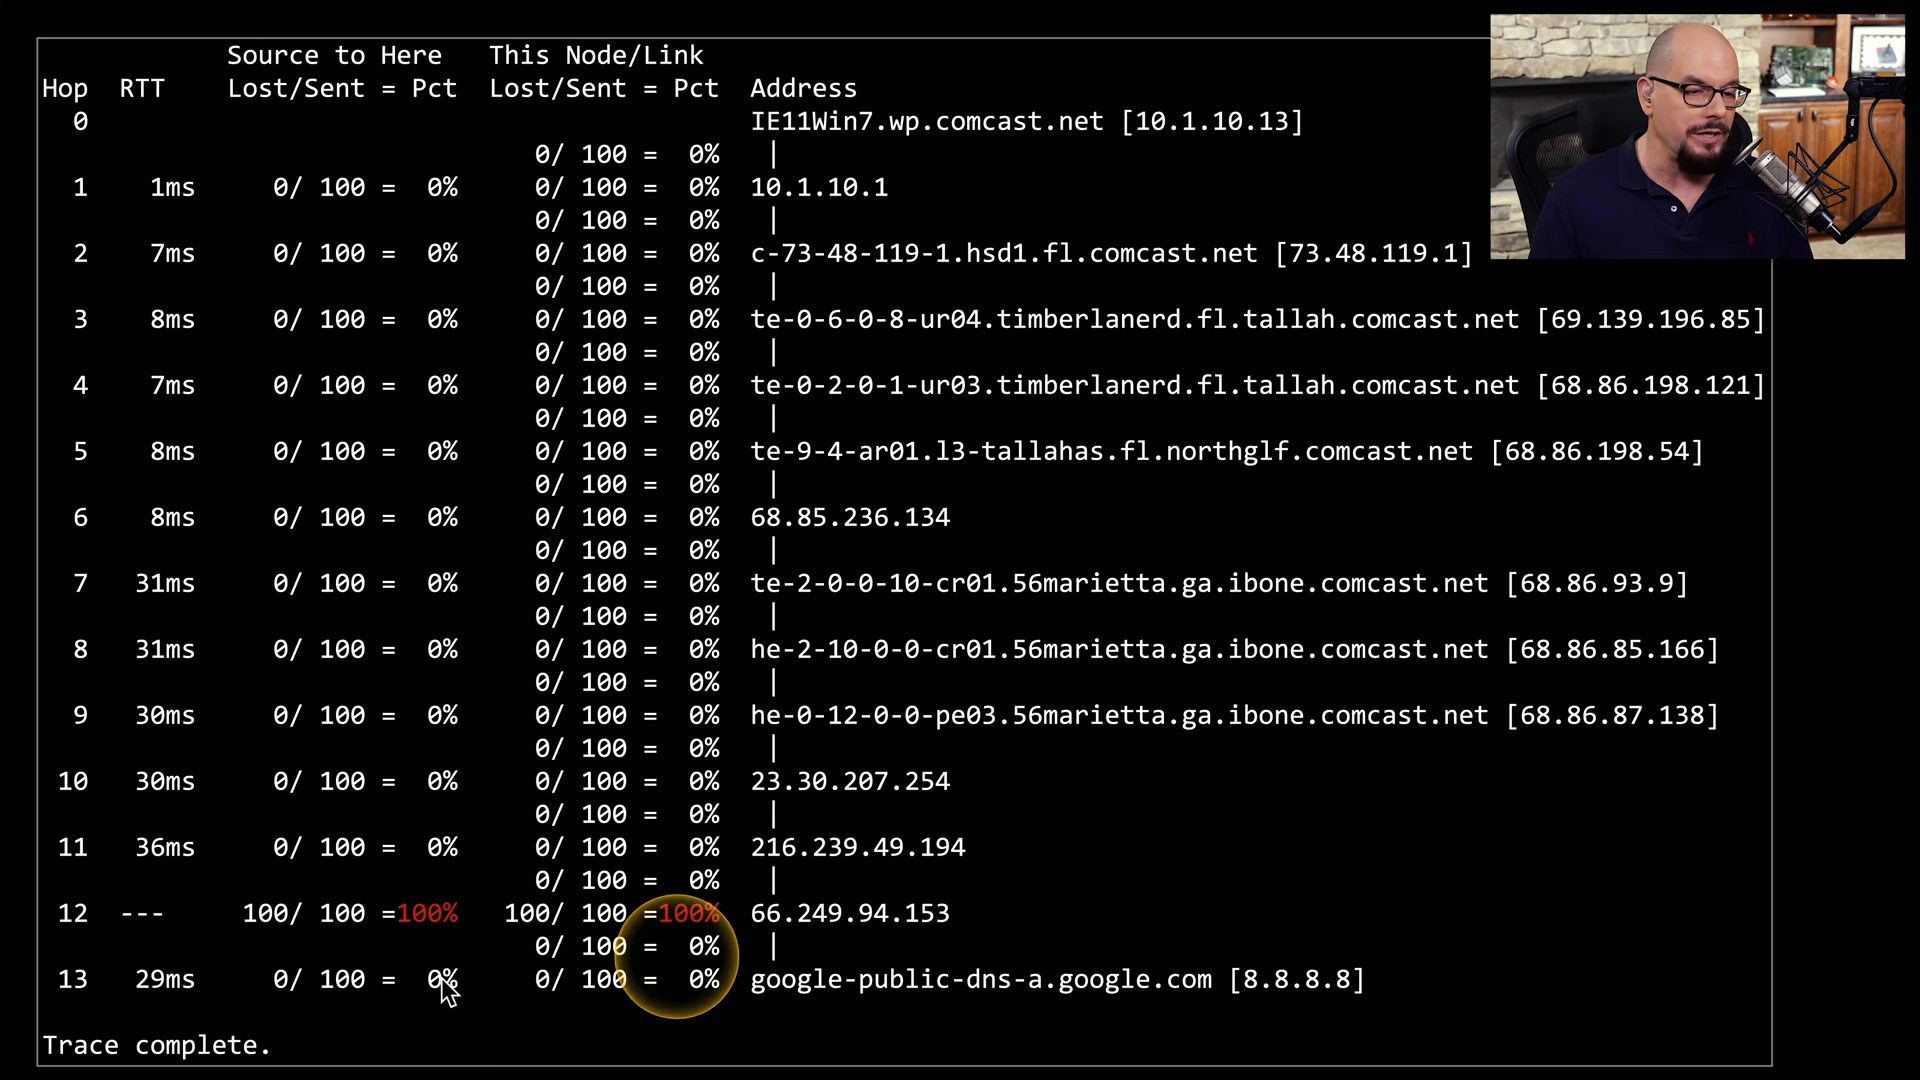 Source to Here   This Node/Link
Hop  RTT    Lost/Sent = Pct  Lost/Sent = Pct  Address
  0                                           IE11Win7.wp.comcast.net [10.1.10.13]
                                0/ 100 =  0%   |
  1    1ms     0/ 100 =  0%     0/ 100 =  0%  10.1.10.1
                                0/ 100 =  0%   |
  2    7ms     0/ 100 =  0%     0/ 100 =  0%  c-73-48-119-1.hsd1.fl.comcast.net [73.48.119.1]
                                0/ 100 =  0%   |
  3    8ms     0/ 100 =  0%     0/ 100 =  0%  te-0-6-0-8-ur04.timberlanerd.fl.tallah.comcast.net [69.139.196.85]
                                0/ 100 =  0%   |
  4    7ms     0/ 100 =  0%     0/ 100 =  0%  te-0-2-0-1-ur03.timberlanerd.fl.tallah.comcast.net [68.86.198.121]
                                0/ 100 =  0%   |
  5    8ms     0/ 100 =  0%     0/ 100 =  0%  te-9-4-ar01.l3-tallahas.fl.northglf.comcast.net [68.86.198.54]
                                0/ 100 =  0%   |
  6    8ms     0/ 100 =  0%     0/ 100 =  0%  68.85.236.134
                                0/ 100 =  0%   |
  7   31ms     0/ 100 =  0%     0/ 100 =  0%  te-2-0-0-10-cr01.56marietta.ga.ibone.comcast.net [68.86.93.9]
                                0/ 100 =  0%   |
  8   31ms     0/ 100 =  0%     0/ 100 =  0%  he-2-10-0-0-cr01.56marietta.ga.ibone.comcast.net [68.86.85.166]
                                0/ 100 =  0%   |
  9   30ms     0/ 100 =  0%     0/ 100 =  0%  he-0-12-0-0-pe03.56marietta.ga.ibone.comcast.net [68.86.87.138]
                                0/ 100 =  0%   |
 10   30ms     0/ 100 =  0%     0/ 100 =  0%  23.30.207.254
                                0/ 100 =  0%   |
 11   36ms     0/ 100 =  0%     0/ 100 =  0%  216.239.49.194
                                0/ 100 =  0%   |
 12  ---     100/ 100 =100%   100/ 100 =100%  66.249.94.153
                                0/ 100 =  0%   |
 13   29ms     0/ 100 =  0%     0/ 100 =  0%  google-public-dns-a.google.com [8.8.8.8]
Trace complete.